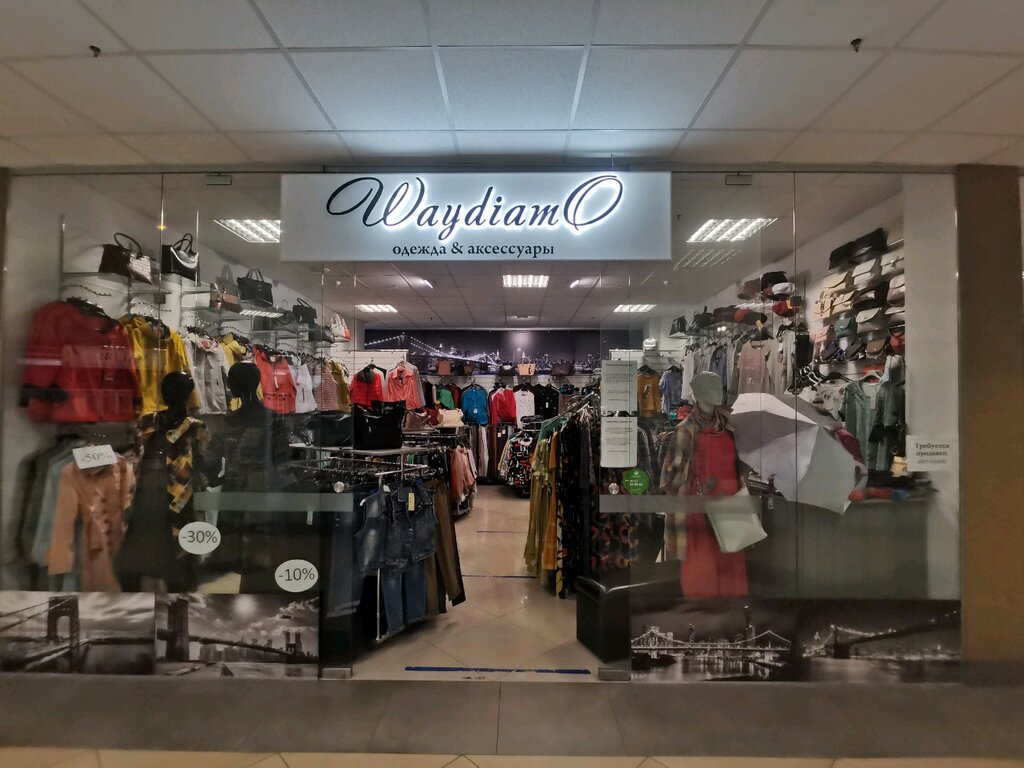 WaydiamO
одежда & аксессуары
-50%
Требуется
продавец
-30%
-10%